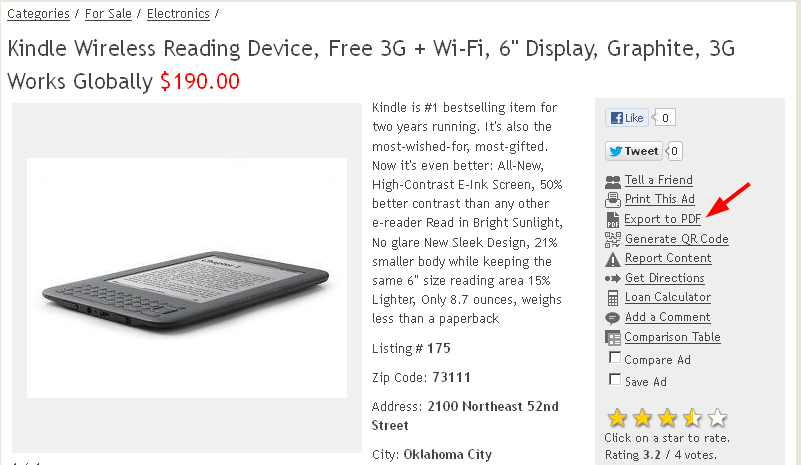 Categories / For Sale / Electronics /
Kindle Wireless Reading Device, Free 3G + Wi-Fi, 6" Display, Graphite, 3G
Works Globally $190.00
Kindle is #1 bestselling item for
two years running. It's also the
most-wished-for, most-gifted.
Now it's even better: All-New,
High-Contrast E-Ink Screen, 50%
better contrast than any other
e-reader Read in Bright Sunlight,
No glare New Sleek Design, 21%
smaller body while keeping the
same 6" size reading area 15%
Lighter, Only 8.7 ounces, weighs
less than a paperback
Listing # 175
Zip Code: 73111
Address: 2100 Northeast 52nd
Street
City: Oklahoma City
Like 0
Tweet 0
Tell a Friend
Print This Ad
PDF Export to PDF
Generate QR Code
Report Content
Get Directions
Loan Calculator
Add a Comment
Comparison Table
Compare Ad
Save Ad
Click on a star to rate.
Rating 3.2 / 4 votes.
Chapter 1